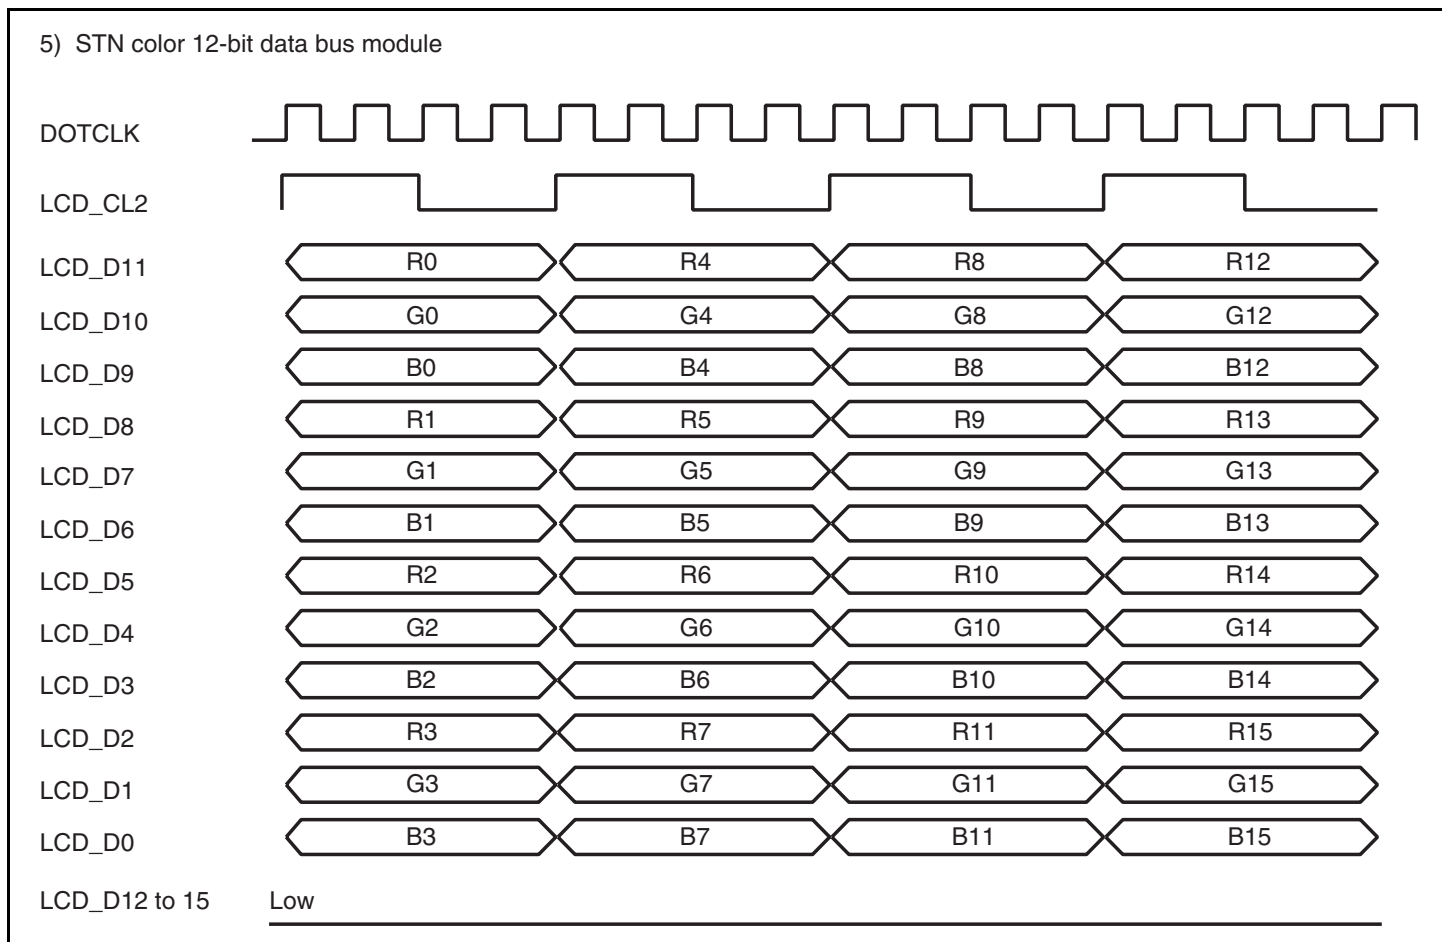 5) STN color 12-bit data bus module
DOTCLK
LCD_CL2
LCD_D11 R0 R4 R8 R12
LCD_D10 G0 G4 G8 G12
LCD_D9 B0 B4 B8 B12
LCD_D8 R1 R5 R9 R13
LCD_D7 G1 G5 G9 G13
LCD_D6 B1 B5 B9 B13
LCD_D5 R2 R6 R10 R14
LCD_D4 G2 G6 G10 G14
LCD_D3 B2 B6 B10 B14
LCD_D2 R3 R7 R11 R15
LCD_D1 G3 G7 G11 G15
LCD_D0 B3 B7 B11 B15
LCD_D12 to 15 Low